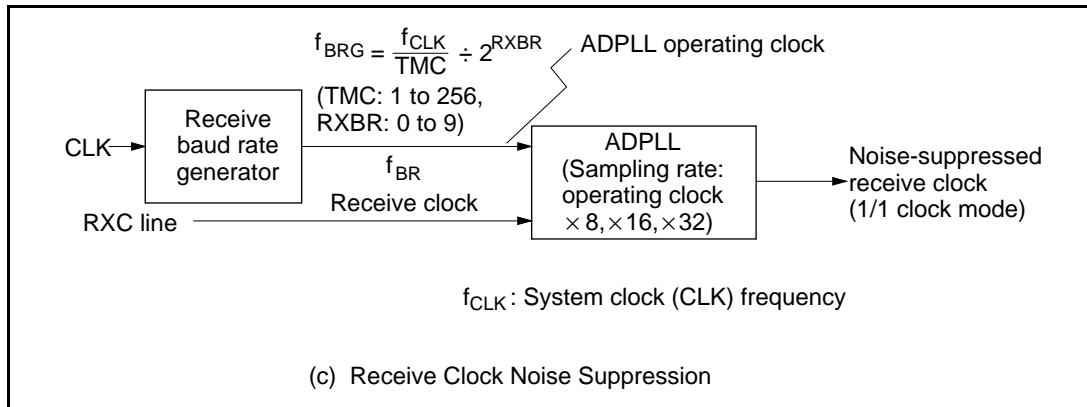 f_BRG = f_CLK / TMC ÷ 2^RXBR
(TMC: 1 to 256,
RXBR: 0 to 9)
ADPLL operating clock
CLK
Receive
baud rate
generator
f_BR
RXC line
Receive clock
ADPLL
(Sampling rate:
operating clock
× 8, × 16, × 32)
Noise-suppressed
receive clock
(1/1 clock mode)
f_CLK : System clock (CLK) frequency
(c) Receive Clock Noise Suppression